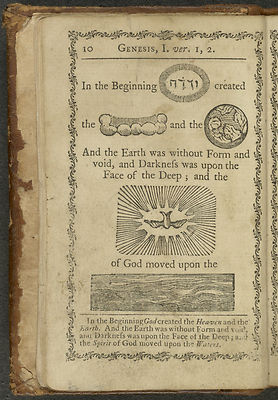 10 GENESIS, I. ver. 1, 2.
In the Beginning created
the and the
And the Earth was without Form and
void, and Darkneſs was upon the
Face of the Deep ; and the
of God moved upon the
In the Beginning God created the Heaven and the
Earth. And the Earth was without Form and void,
and Darkneſs was upon the Face of the Deep ; and
the Spirit of God moved upon the Waters.